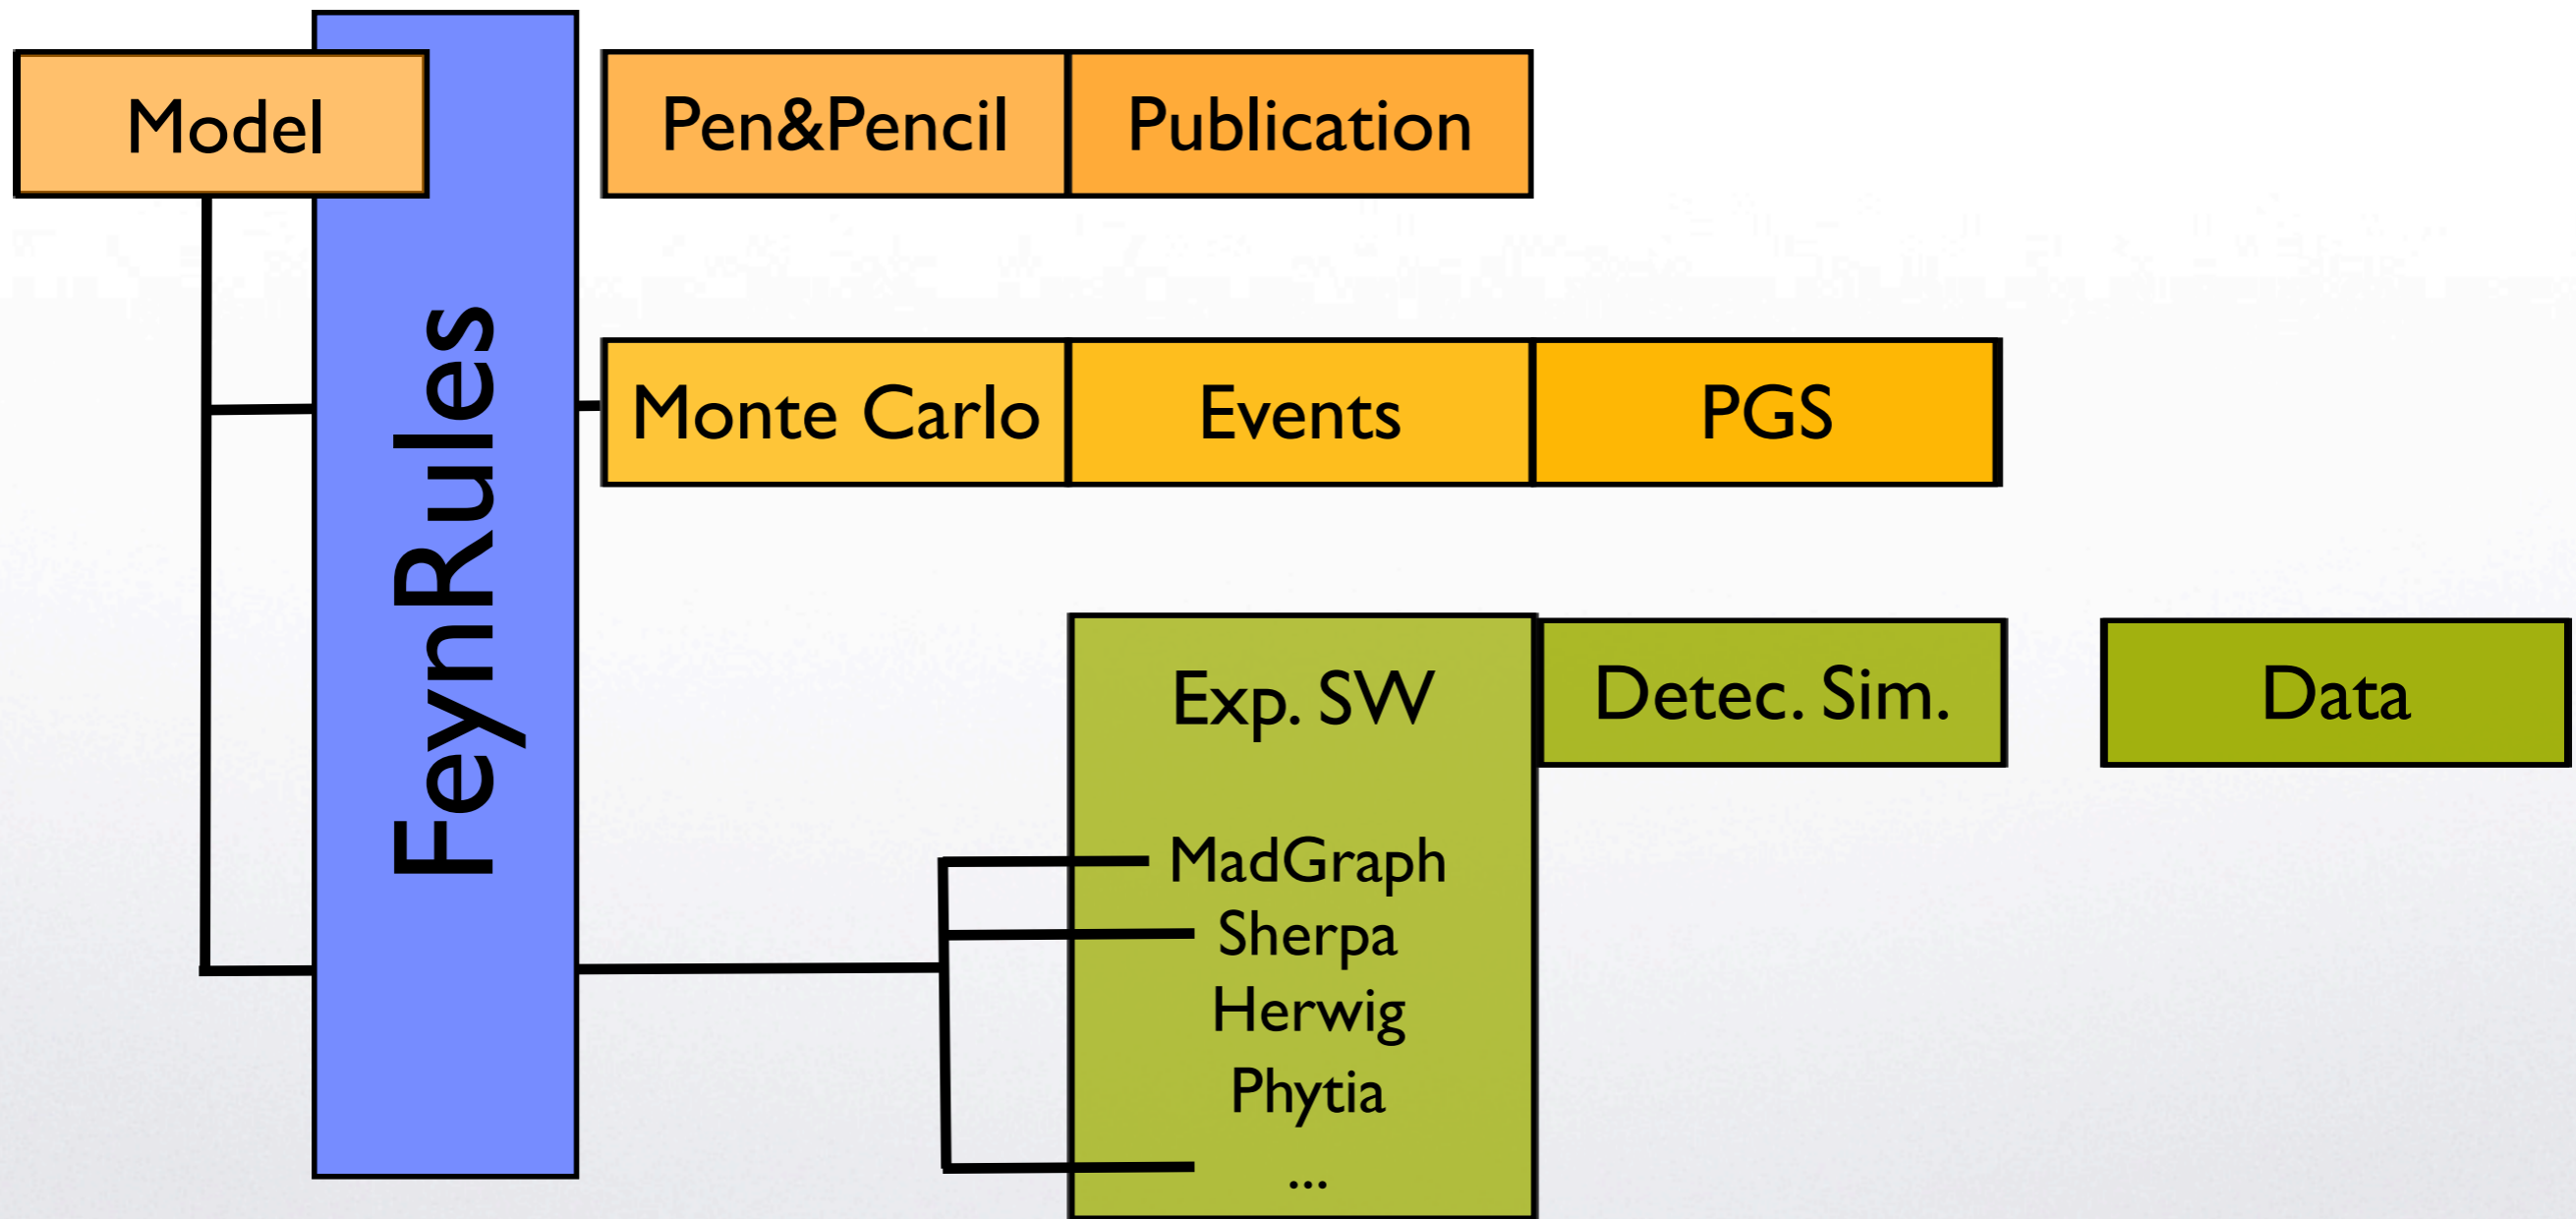 Model
Pen&Pencil
Publication
FeynRules
Monte Carlo
Events
PGS
Exp. SW
Detec. Sim.
Data
MadGraph
Sherpa
Herwig
Phytia
...